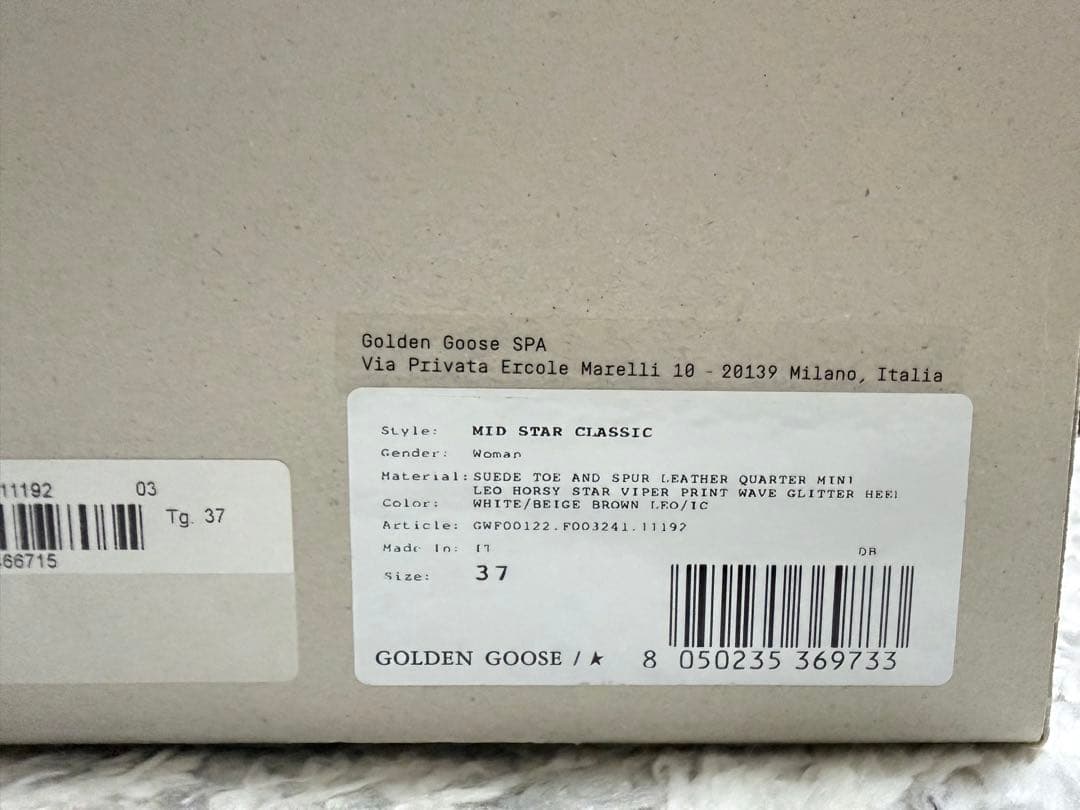 Golden Goose SPA
Via Privata Ercole Marelli 10 - 20139 Milano, Italia
Style: MID STAR CLASSIC
Gender: Woman
Material: SUEDE TOE AND SPUR LEATHER QUARTER MINI
LEO HORSY STAR VIPER PRINT WAVE GLITTER HEEL
Color: WHITE/BEIGE BROWN LEO/IC
Article: GWF00122.F003241.11192
Made In: IT
Size: 37
DR
GOLDEN GOOSE / ★
8 050235 369733
11192 03
Tg. 37
466715